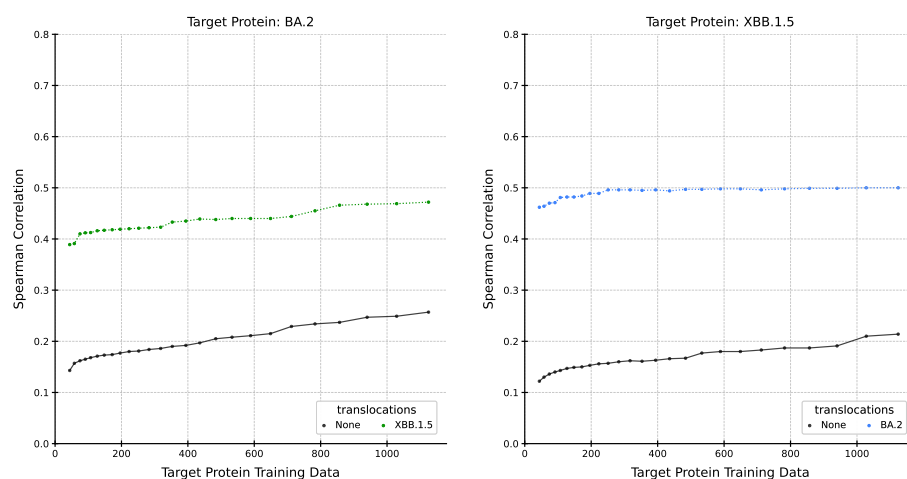 Target Protein: BA.2
Spearman Correlation
0.8
0.7
0.6
0.5
0.4
0.3
0.2
0.1
0.0
0 200 400 600 800 1000
Target Protein Training Data
translocations
None XBB.1.5
Target Protein: XBB.1.5
Spearman Correlation
0.8
0.7
0.6
0.5
0.4
0.3
0.2
0.1
0.0
0 200 400 600 800 1000
Target Protein Training Data
translocations
None BA.2